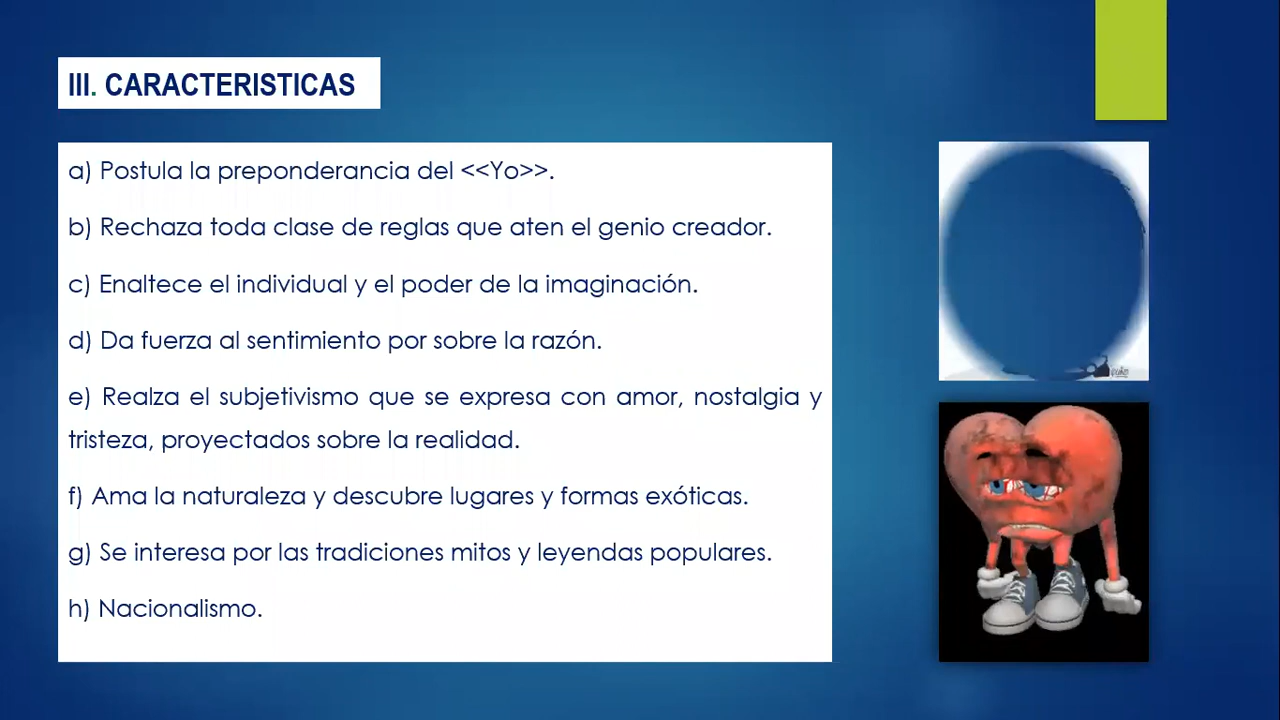 III. CARACTERISTICAS
a) Postula la preponderancia del <<Yo>>.
b) Rechaza toda clase de reglas que aten el genio creador.
c) Enaltece el individual y el poder de la imaginación.
d) Da fuerza al sentimiento por sobre la razón.
e) Realza el subjetivismo que se expresa con amor, nostalgia y
tristeza, proyectados sobre la realidad.
f) Ama la naturaleza y descubre lugares y formas exóticas.
g) Se interesa por las tradiciones mitos y leyendas populares.
h) Nacionalismo.